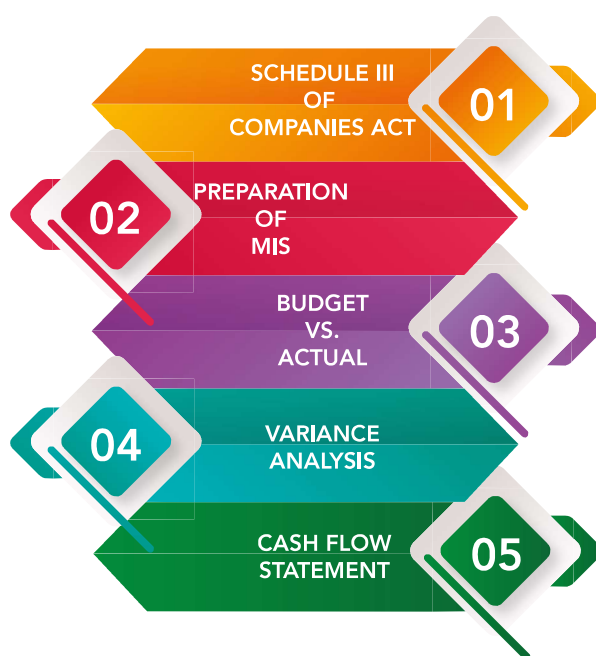 SCHEDULE III
OF
COMPANIES ACT
01
02
PREPARATION
OF
MIS
BUDGET
VS.
ACTUAL
03
04
VARIANCE
ANALYSIS
CASH FLOW
STATEMENT
05